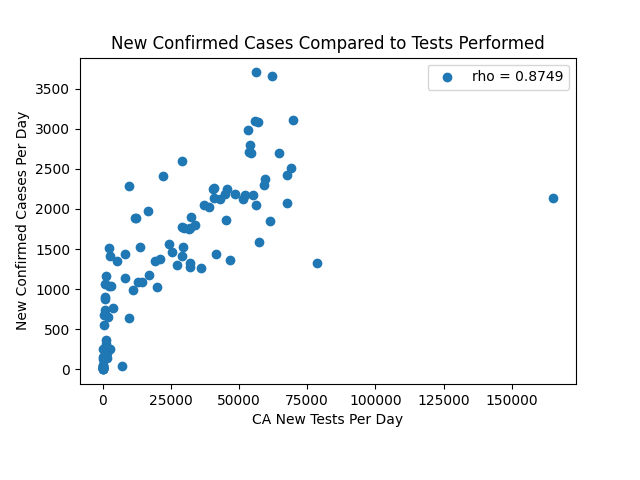 New Confirmed Cases Compared to Tests Performed
rho = 0.8749
New Confirmed Caeses Per Day
3500
3000
2500
2000
1500
1000
500
0
0 25000 50000 75000 100000 125000 150000
CA New Tests Per Day